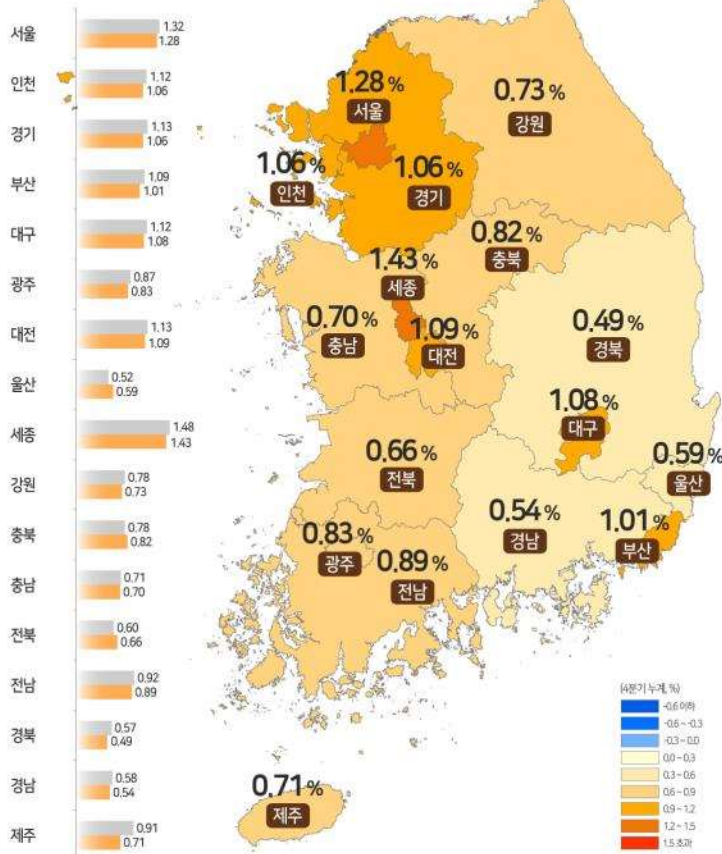 서울
1.32
1.28
인천
1.12
1.06
경기
1.13
1.06
부산
1.09
1.01
대구
1.12
1.08
광주
0.87
0.83
대전
1.13
1.09
울산
0.52
0.59
세종
1.48
1.43
강원
0.78
0.73
충북
0.78
0.82
충남
0.71
0.70
전북
0.60
0.66
전남
0.92
0.89
경북
0.57
0.49
경남
0.58
0.54
제주
0.91
0.71
1.28 %
서울
0.73 %
강원
1.06 %
인천
1.06 %
경기
0.82 %
충북
1.43 %
세종
0.70 %
충남
1.09 %
대전
0.49 %
경북
1.08 %
대구
0.59 %
울산
0.66 %
전북
0.54 %
경남
1.01 %
부산
0.83 %
광주
0.89 %
전남
0.71 %
제주
(4분기 누계, %)
-0.6 이하
-0.6 ~ -0.3
-0.3 ~ 0.0
0.0 ~ 0.3
0.3 ~ 0.6
0.6 ~ 0.9
0.9 ~ 1.2
1.2 ~ 1.5
1.5 초과